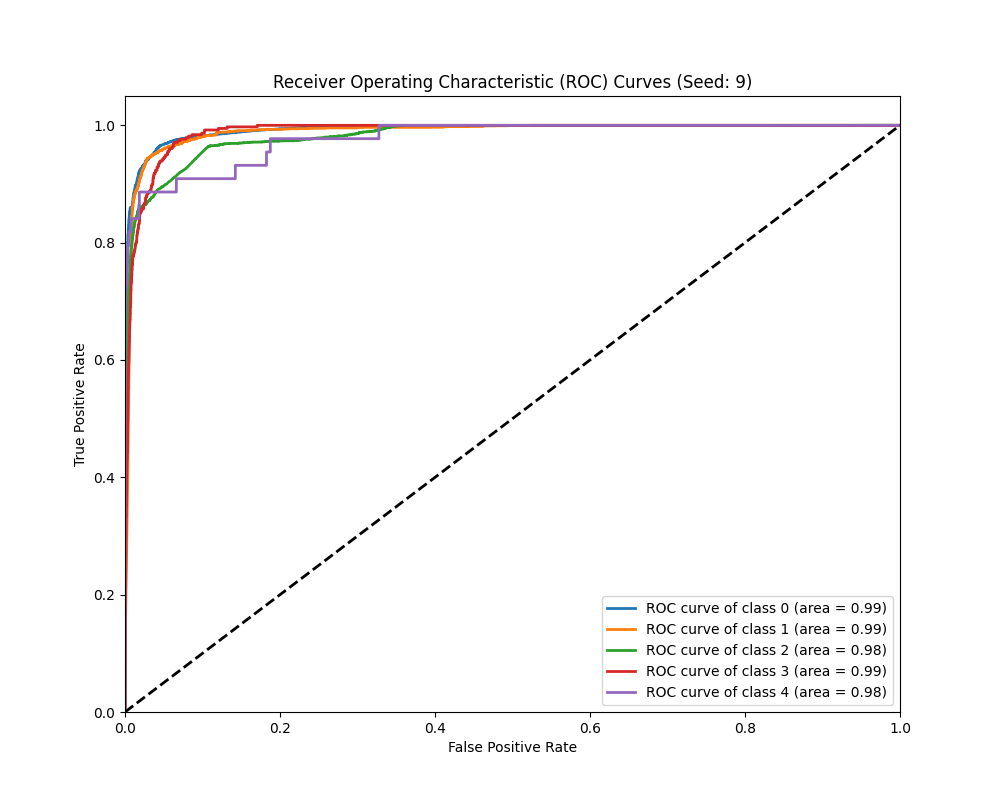 Receiver Operating Characteristic (ROC) Curves (Seed: 9)
True Positive Rate
1.0
0.8
0.6
0.4
0.2
0.0
ROC curve of class 0 (area = 0.99)
ROC curve of class 1 (area = 0.99)
ROC curve of class 2 (area = 0.98)
ROC curve of class 3 (area = 0.99)
ROC curve of class 4 (area = 0.98)
0.0 0.2 0.4 0.6 0.8 1.0
False Positive Rate